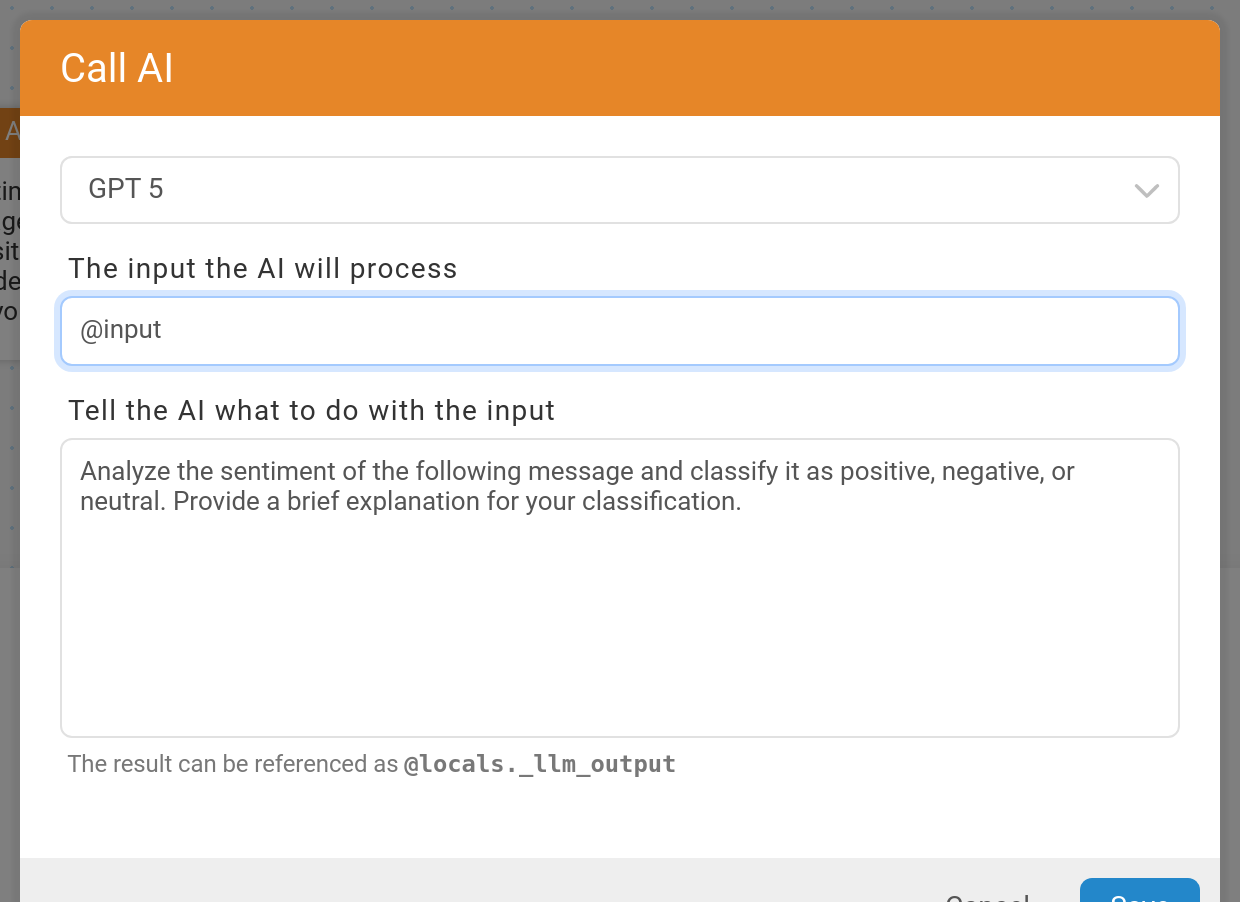 Call AI
GPT 5
The input the AI will process
@input
Tell the AI what to do with the input
Analyze the sentiment of the following message and classify it as positive, negative, or
neutral. Provide a brief explanation for your classification.
The result can be referenced as @locals._llm_output
Cancel Save